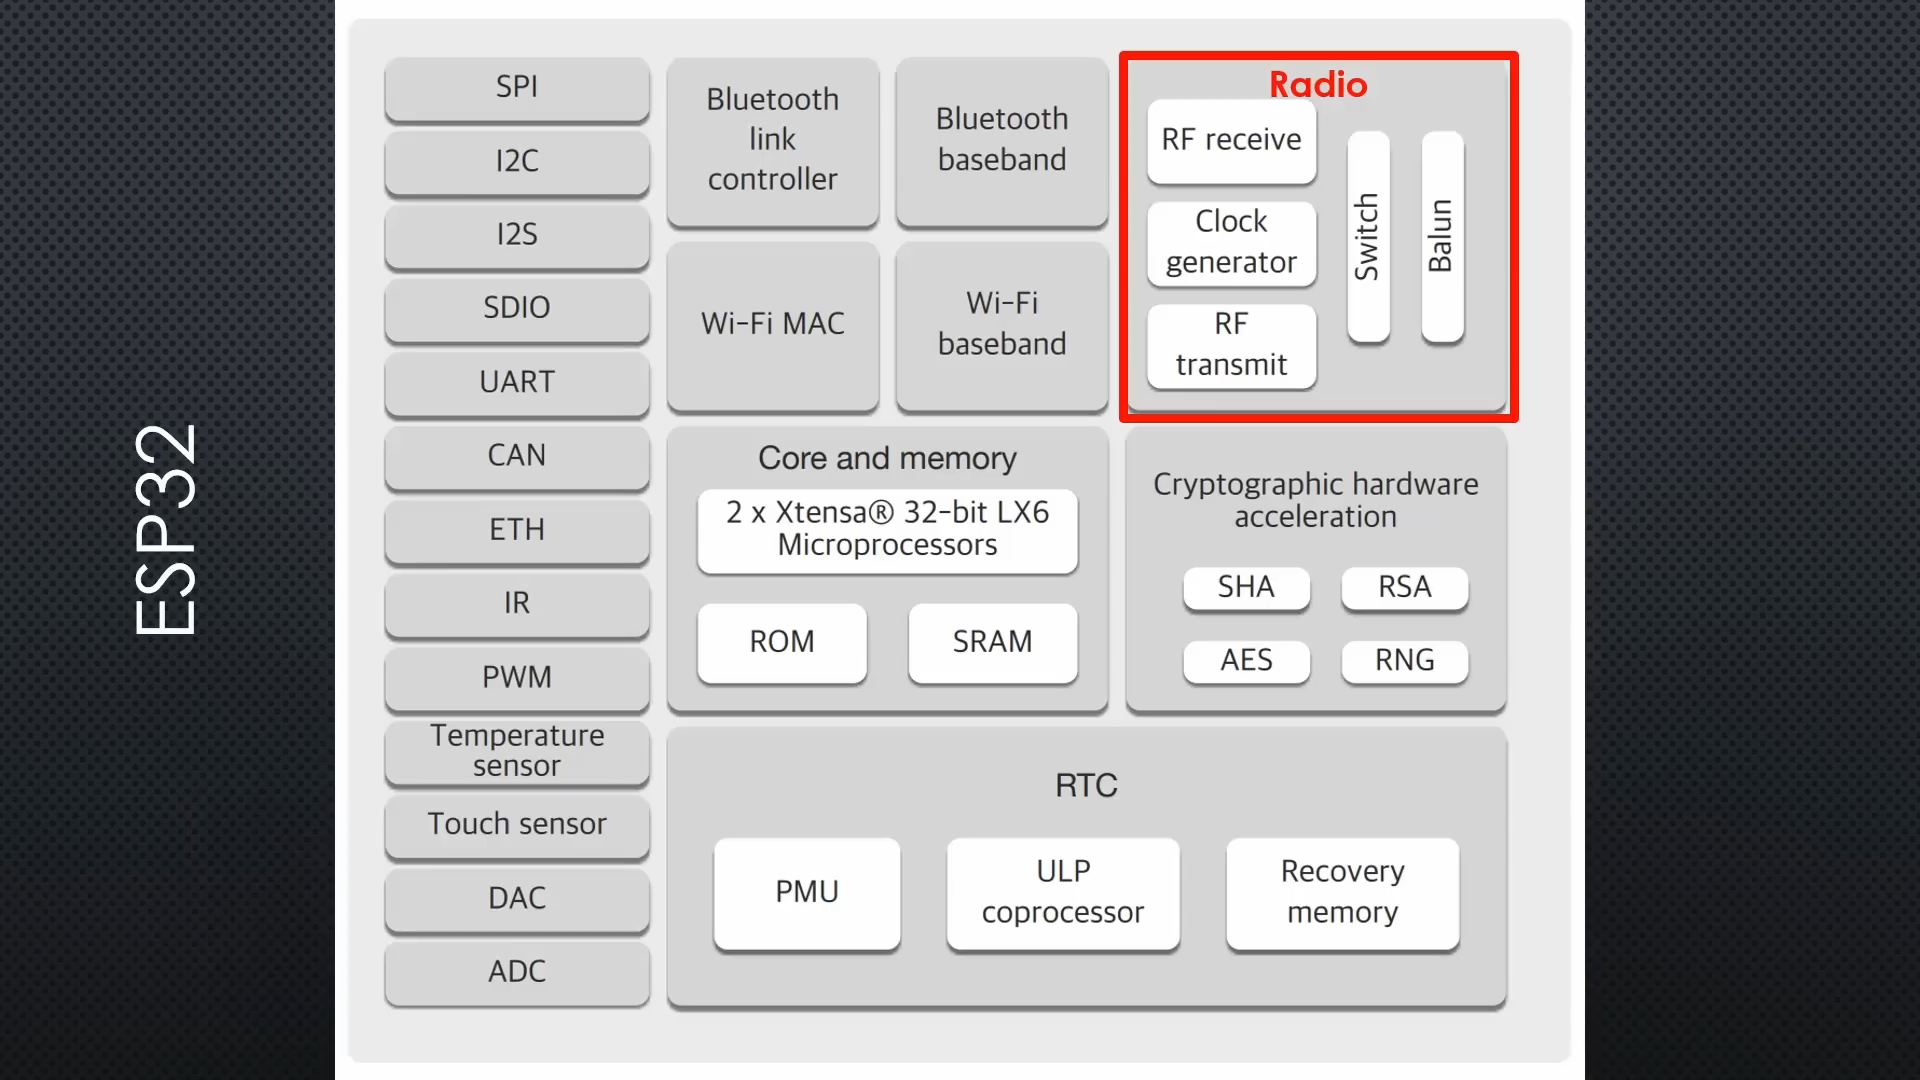 ESP32
SPI
I2C
I2S
SDIO
UART
CAN
ETH
IR
PWM
Temperature
sensor
Touch sensor
DAC
ADC
Bluetooth
link
controller
Bluetooth
baseband
Wi-Fi MAC
Wi-Fi
baseband
Radio
RF receive
Clock
generator
RF
transmit
Switch
Balun
Core and memory
2 x Xtensa® 32-bit LX6
Microprocessors
ROM
SRAM
Cryptographic hardware
acceleration
SHA
RSA
AES
RNG
RTC
PMU
ULP
coprocessor
Recovery
memory